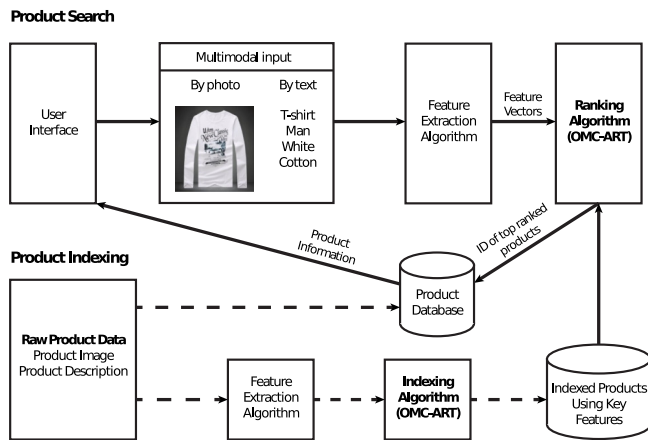 Product Search
User
Interface
Multimodal input
By photo
By text
T-shirt
Man
White
Cotton
Feature
Extraction
Algorithm
Feature
Vectors
Ranking
Algorithm
(OMC-ART)
Product
Information
ID of top ranked
products
Product Indexing
Raw Product Data
Product Image
Product Description
Product
Database
Feature
Extraction
Algorithm
Indexing
Algorithm
(OMC-ART)
Indexed Products
Using Key
Features